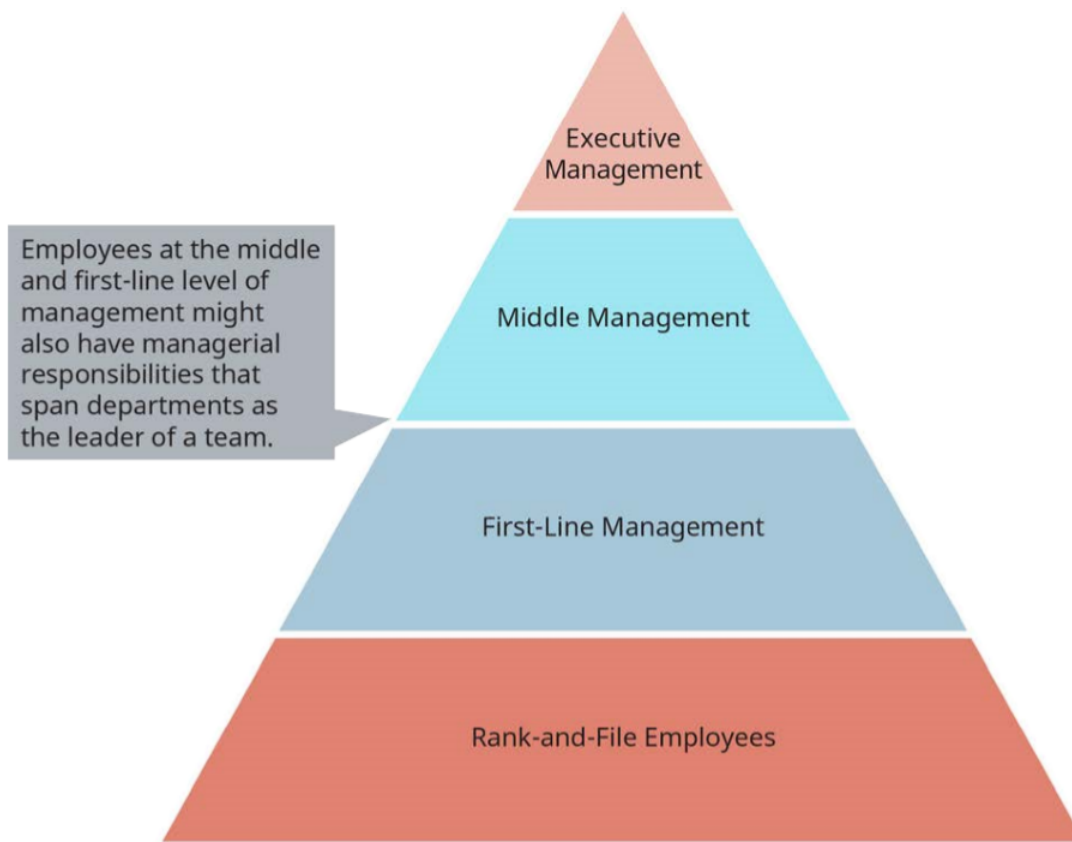 Executive
Management
Employees at the middle
and first-line level of
management might
also have managerial
responsibilities that
span departments as
the leader of a team.
Middle Management
First-Line Management
Rank-and-File Employees